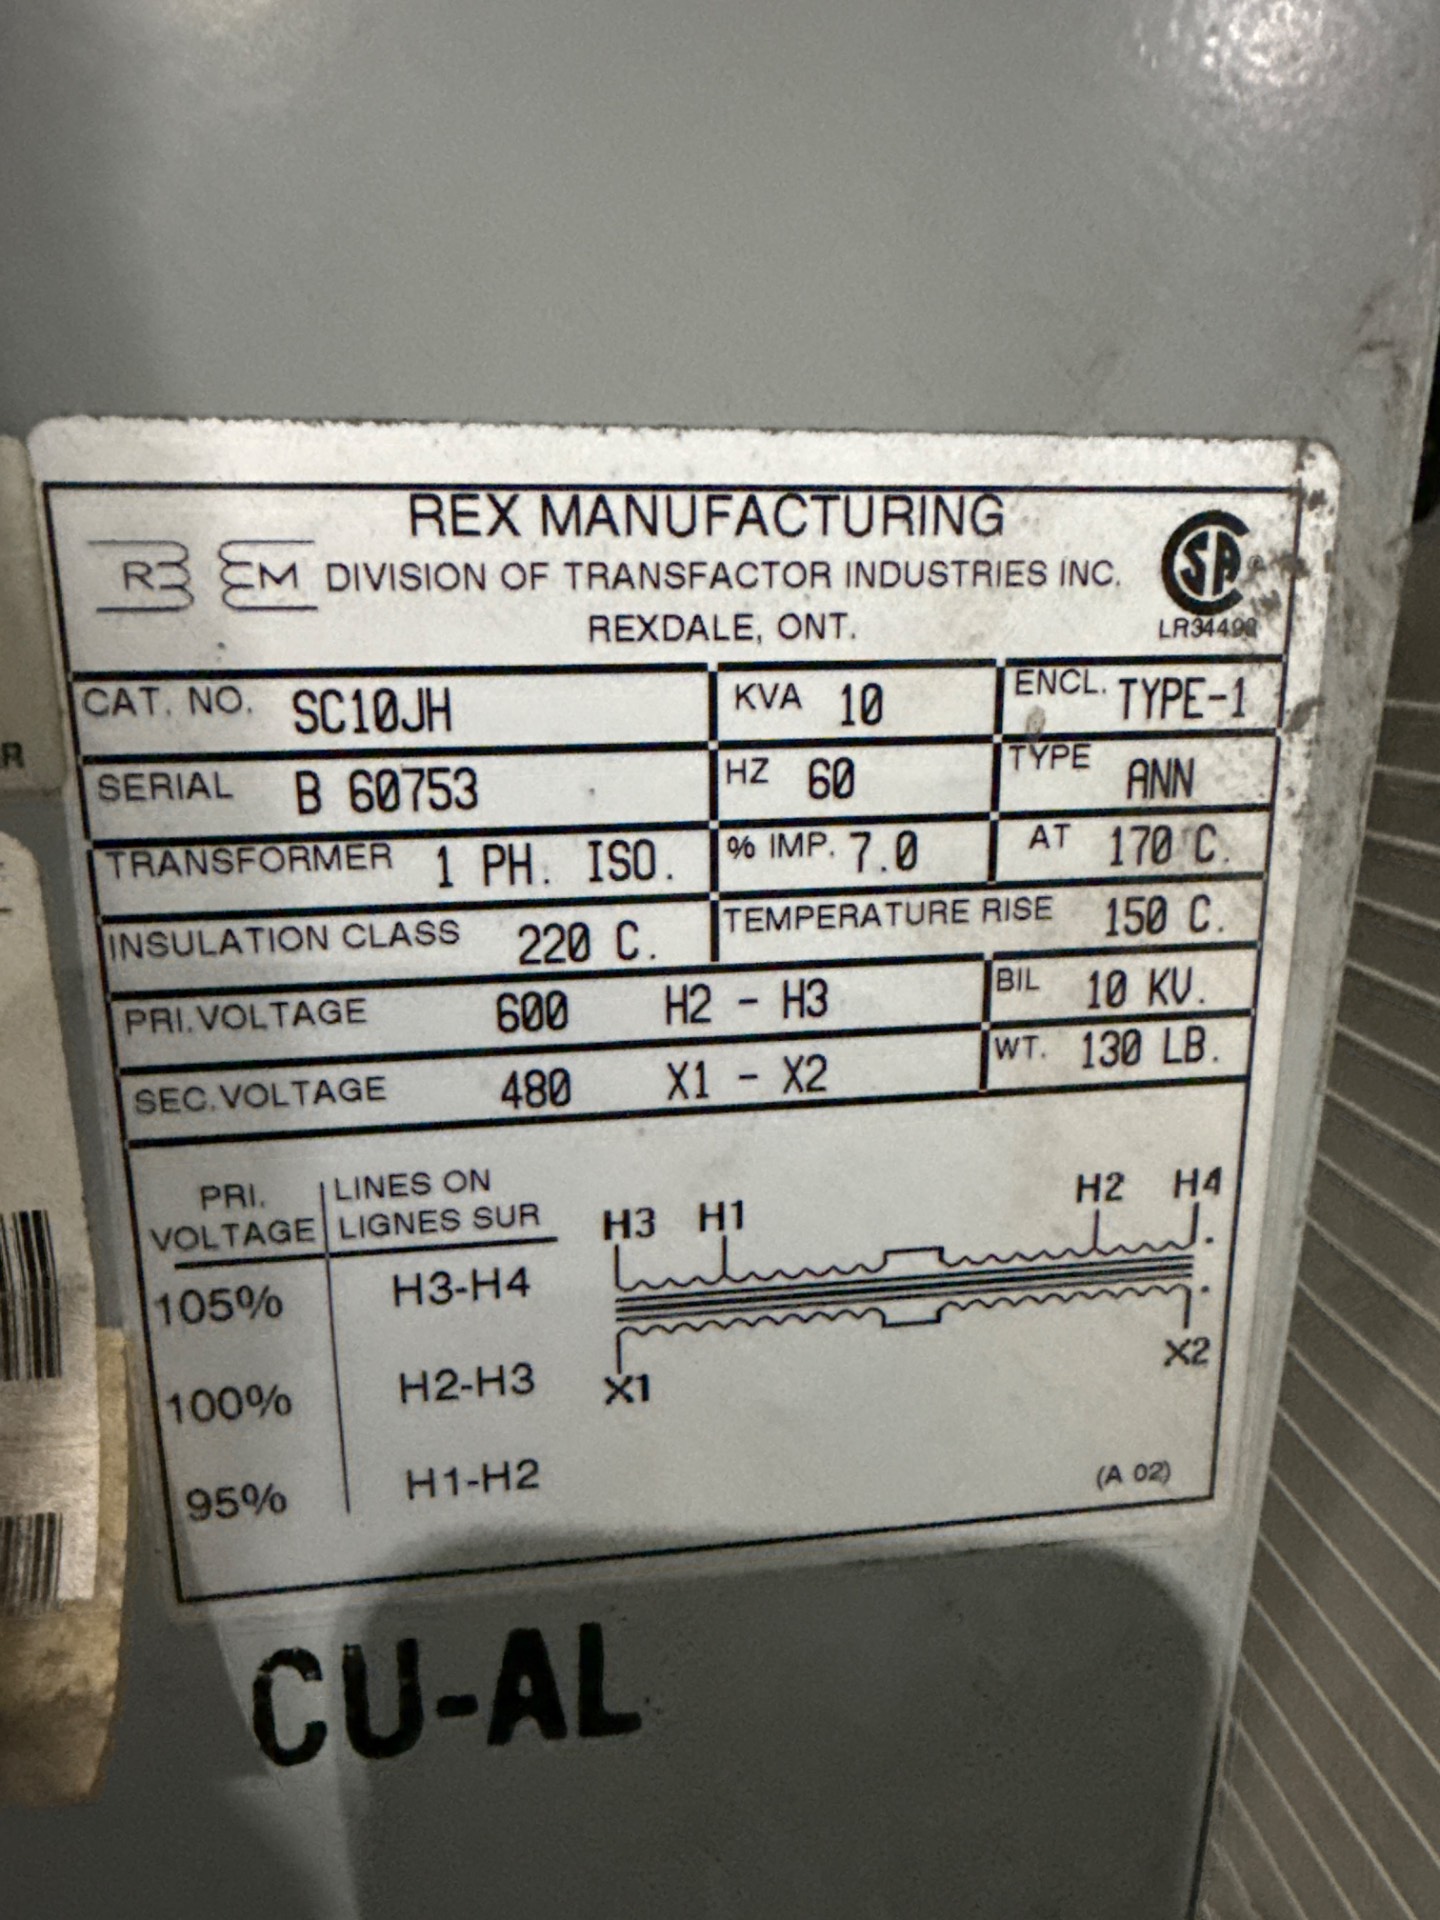 REX MANUFACTURING
REM DIVISION OF TRANSFACTOR INDUSTRIES INC.
REXDALE, ONT.
SA
CAT. NO. SC10JH KVA 10 ENCL. TYPE-1
SERIAL B 60753 HZ 60 TYPE ANN
TRANSFORMER 1 PH. ISO. % IMP. 7.0 AT 170 C.
INSULATION CLASS 220 C. TEMPERATURE RISE 150 C.
PRI. VOLTAGE 600 H2 - H3 BIL 10 KV.
SEC. VOLTAGE 480 X1 - X2 WT. 130 LB.
PRI. VOLTAGE
LINES ON
LIGNES SUR
105% H3-H4
100% H2-H3
95% H1-H2
H3 H1 H2 H4
X1 X2
(A 02)
CU-AL
R